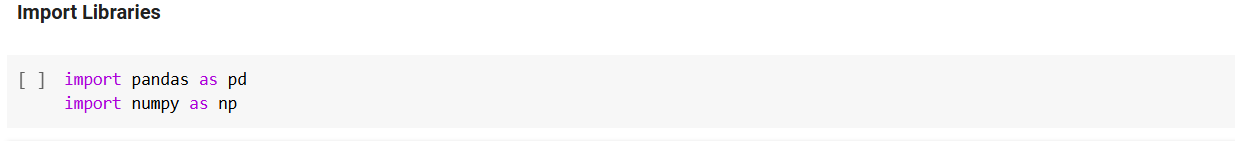 Import Libraries
[ ] import pandas as pd
import numpy as np